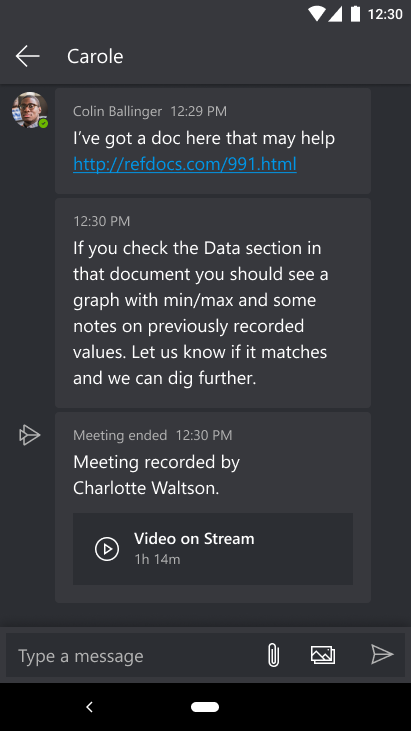 12:30
Carole
Colin Ballinger 12:29 PM
I've got a doc here that may help
http://refdocs.com/991.html
12:30 PM
If you check the Data section in
that document you should see a
graph with min/max and some
notes on previously recorded
values. Let us know if it matches
and we can dig further.
Meeting ended 12:30 PM
Meeting recorded by
Charlotte Waltson.
Video on Stream
1h 14m
Type a message